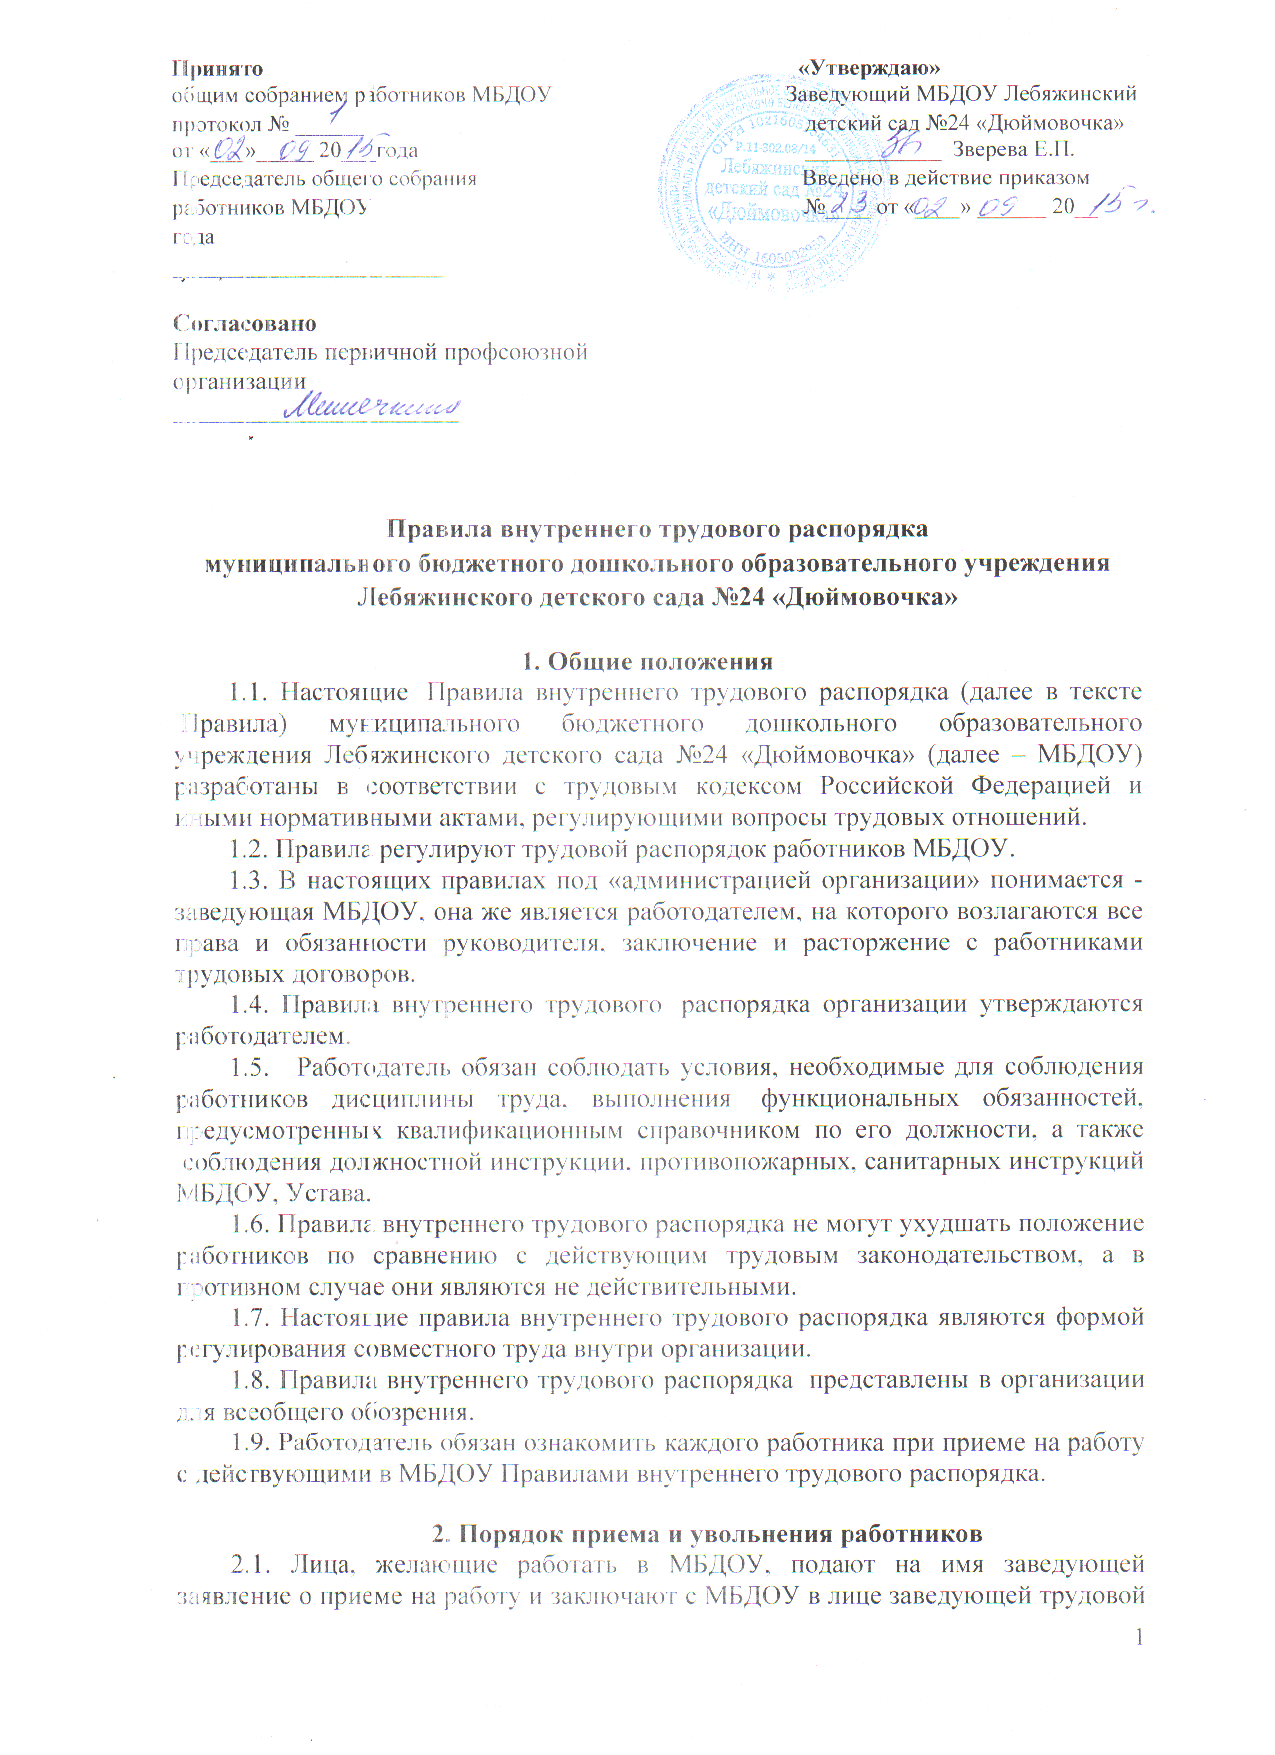 Принято
общим собранием работников МБДОУ
протокол № 1
от «02» 09 2015 года
Председатель общего собрания
работников МБДОУ
года
«Утверждаю»
Заведующий МБДОУ Лебяжинский
детский сад №24 «Дюймовочка»
Зверева Е.П.
Введено в действие приказом
№ 23 от «02» 09 2015 г.
Лебяжинский
детский сад №24
«Дюймовочка»
Согласовано
Председатель первичной профсоюзной
организации
Правила внутреннего трудового распорядка
муниципального бюджетного дошкольного образовательного учреждения
Лебяжинского детского сада №24 «Дюймовочка»
1. Общие положения
1.1. Настоящие Правила внутреннего трудового распорядка (далее в тексте
Правила) муниципального бюджетного дошкольного образовательного
учреждения Лебяжинского детского сада №24 «Дюймовочка» (далее – МБДОУ)
разработаны в соответствии с трудовым кодексом Российской Федерацией и
иными нормативными актами, регулирующими вопросы трудовых отношений.
1.2. Правила регулируют трудовой распорядок работников МБДОУ.
1.3. В настоящих правилах под «администрацией организации» понимается -
заведующая МБДОУ, она же является работодателем, на которого возлагаются все
права и обязанности руководителя, заключение и расторжение с работниками
трудовых договоров.
1.4. Правила внутреннего трудового распорядка организации утверждаются
работодателем.
1.5. Работодатель обязан соблюдать условия, необходимые для соблюдения
работников дисциплины труда, выполнения функциональных обязанностей,
предусмотренных квалификационным справочником по его должности, а также
соблюдения должностной инструкции, противопожарных, санитарных инструкций
МБДОУ, Устава.
1.6. Правила внутреннего трудового распорядка не могут ухудшать положение
работников по сравнению с действующим трудовым законодательством, а в
противном случае они являются не действительными.
1.7. Настоящие правила внутреннего трудового распорядка являются формой
регулирования совместного труда внутри организации.
1.8. Правила внутреннего трудового распорядка представлены в организации
для всеобщего обозрения.
1.9. Работодатель обязан ознакомить каждого работника при приеме на работу
с действующими в МБДОУ Правилами внутреннего трудового распорядка.
2. Порядок приема и увольнения работников
2.1. Лица, желающие работать в МБДОУ, подают на имя заведующей
заявление о приеме на работу и заключают с МБДОУ в лице заведующей трудовой
1